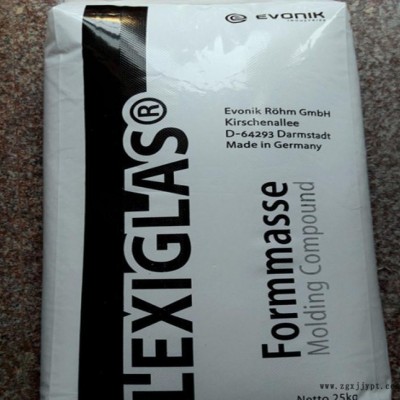 EVONIK
INDUSTRIES
Evonik Röhm GmbH
Kirschenallee
D-64293 Darmstadt
Made in Germany
LEXIGLAS®
Formmasse
Molding Compound
Netto 25kg
www.zgxjjypt.com